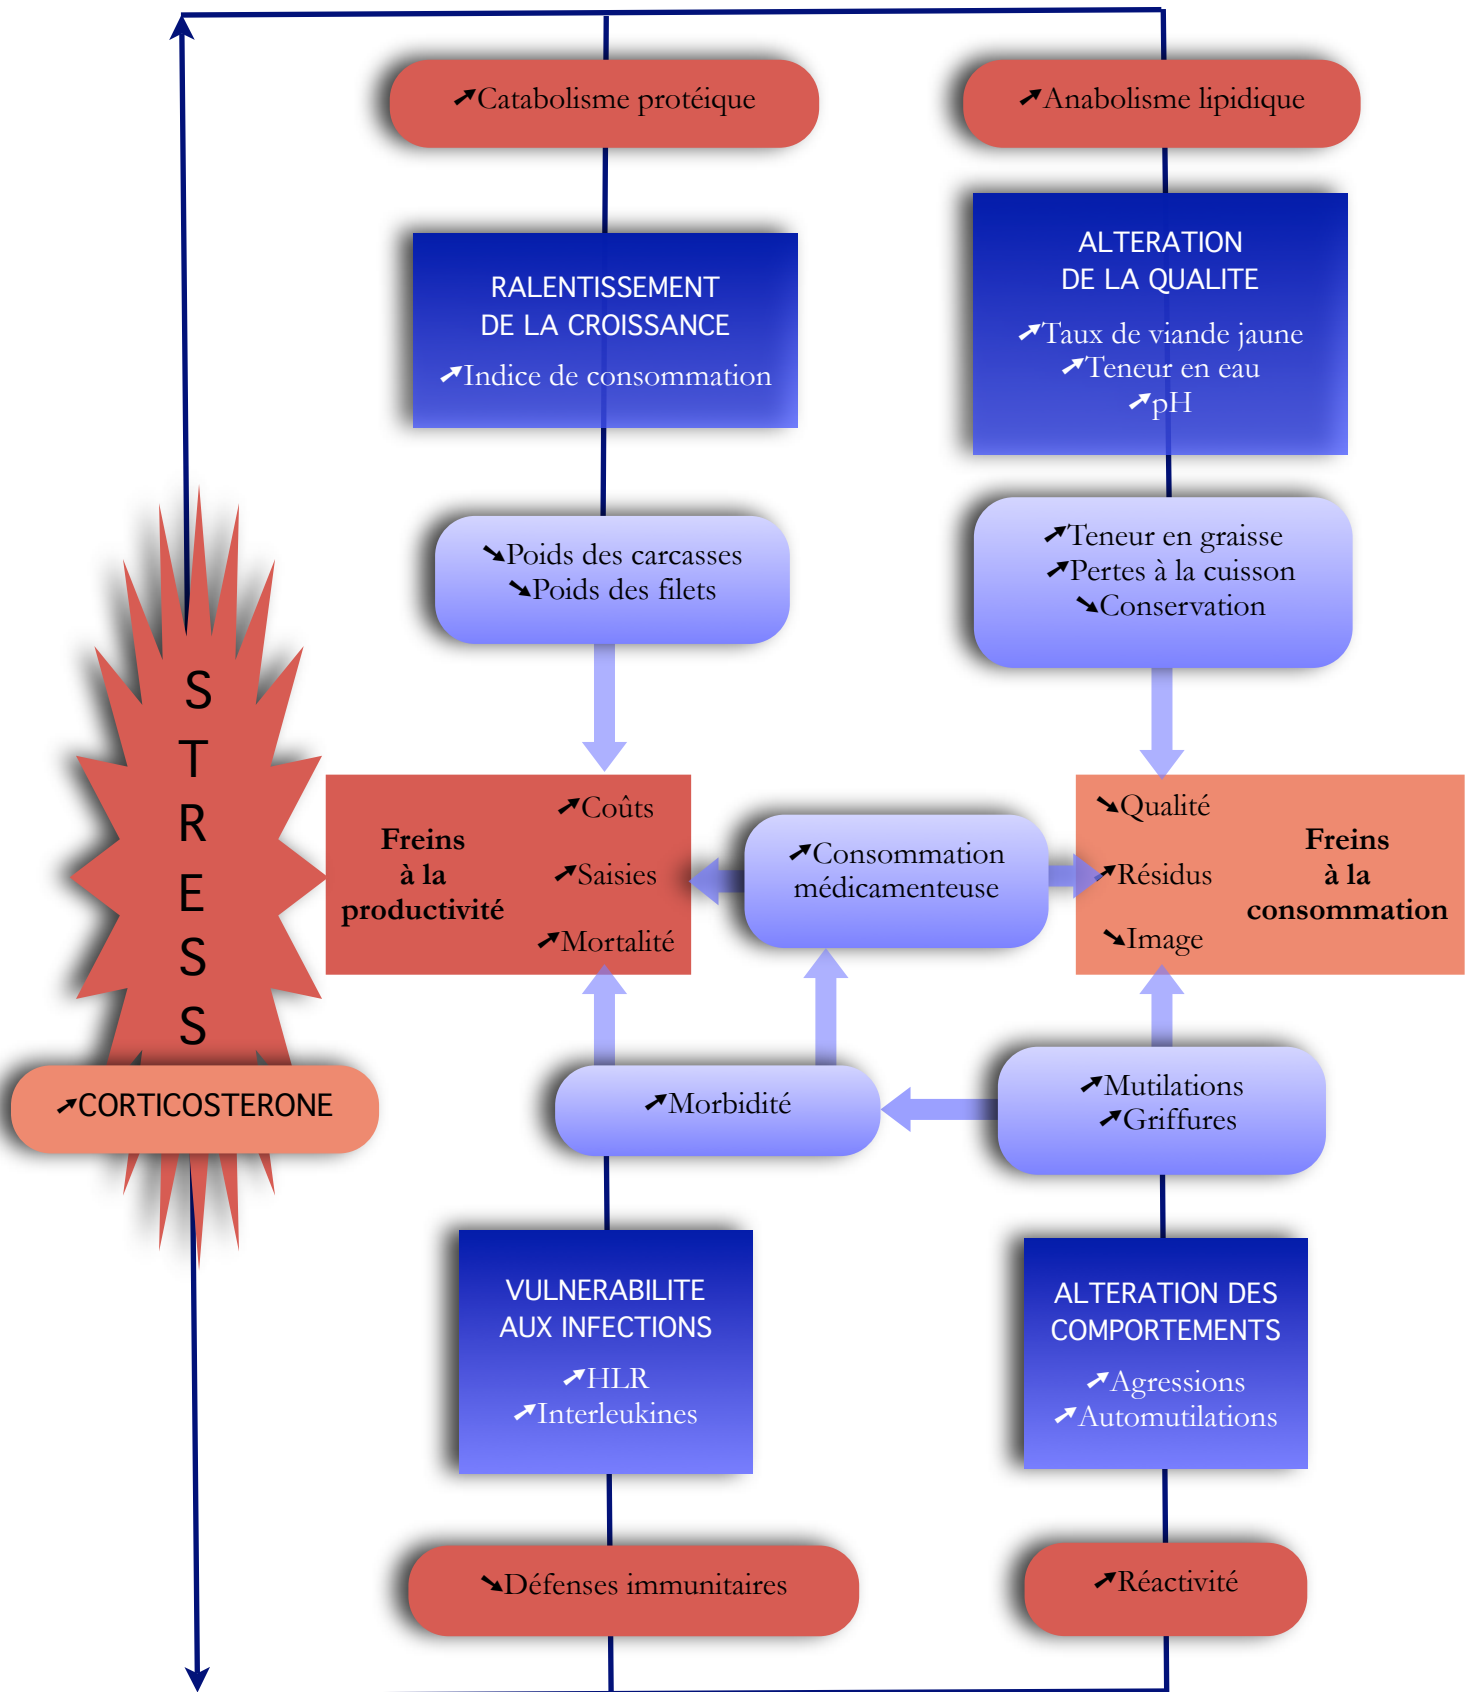 ➚Catabolisme protéique
➚Anabolisme lipidique
RALENTISSEMENT
DE LA CROISSANCE
➚Indice de consommation
ALTERATION
DE LA QUALITE
➚Taux de viande jaune
➚Teneur en eau
➚pH
➘Poids des carcasses
➘Poids des filets
➚Teneur en graisse
➚Pertes à la cuisson
➘Conservation
S
T
R
E
S
S
➚CORTICOSTERONE
Freins
à la
productivité
➚Coûts
➚Saisies
➚Mortalité
➚Consommation
médicamenteuse
➘Qualité
➚Résidus
➘Image
Freins
à la
consommation
➚Morbidité
➚Mutilations
➚Griffures
VULNERABILITE
AUX INFECTIONS
➚HLR
➚Interleukines
ALTERATION DES
COMPORTEMENTS
➚Agressions
➚Automutilations
➘Défenses immunitaires
➚Réactivité